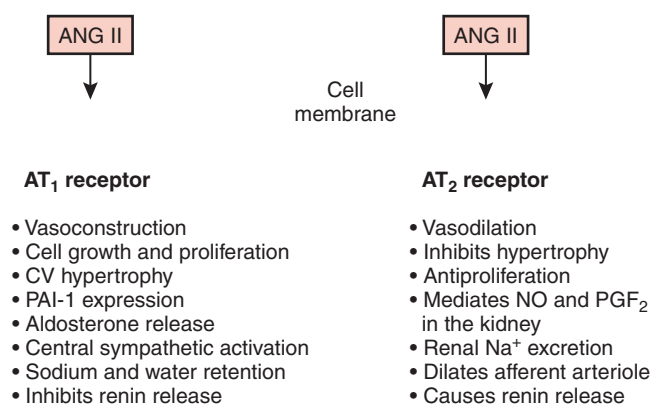 ANG II
ANG II
Cell
membrane
AT₁ receptor
• Vasoconstruction
• Cell growth and proliferation
• CV hypertrophy
• PAI-1 expression
• Aldosterone release
• Central sympathetic activation
• Sodium and water retention
• Inhibits renin release
AT₂ receptor
• Vasodilation
• Inhibits hypertrophy
• Antiproliferation
• Mediates NO and PGF₂
in the kidney
• Renal Na⁺ excretion
• Dilates afferent arteriole
• Causes renin release